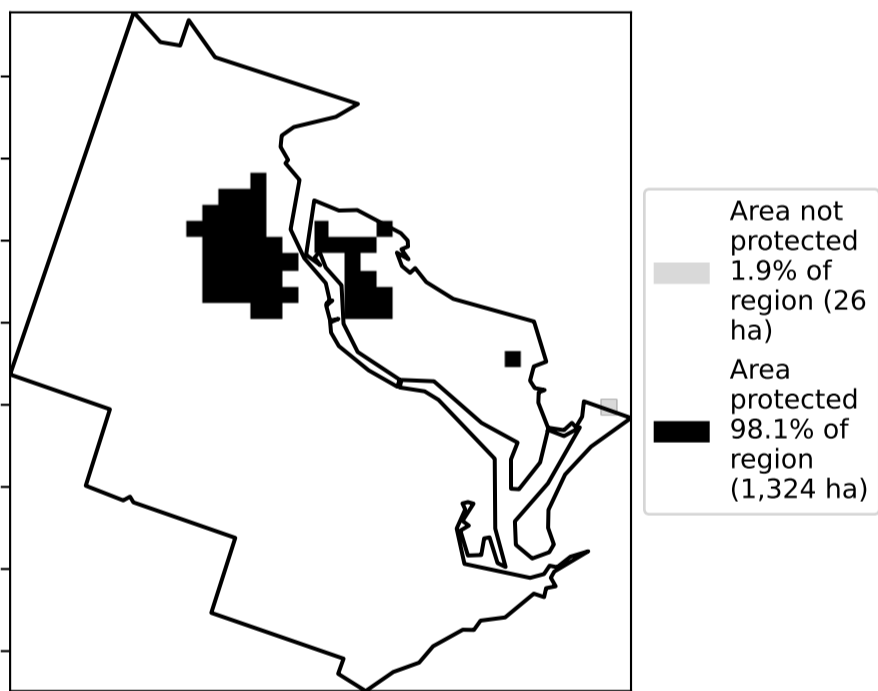 Area not
protected
1.9% of
region (26
ha)
Area
protected
98.1% of
region
(1,324 ha)